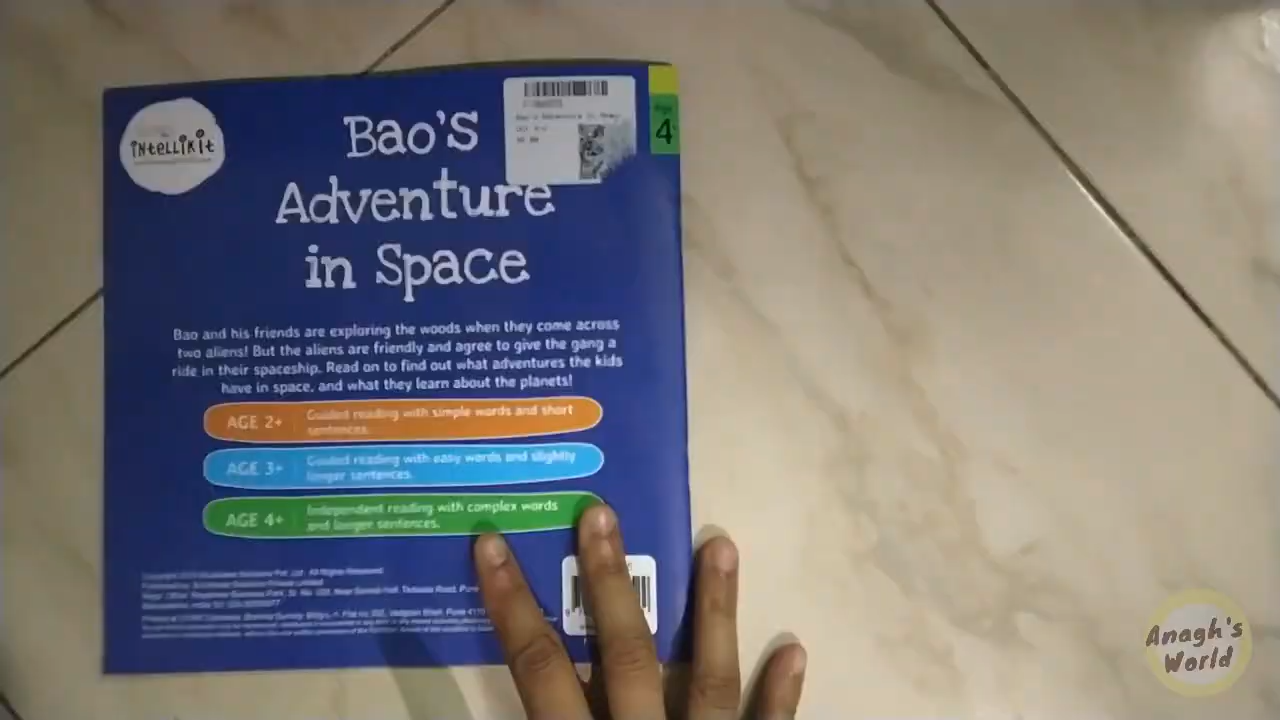 iNtELLiKit
Bao's
Adventure
in Space
4+
Bao and his friends are exploring the woods when they come across
two aliens! But the aliens are friendly and agree to give the gang a
ride in their spaceship. Read on to find out what adventures the kids
have in space, and what they learn about the planets!
AGE 2+ Guided reading with simple words and short
sentences.
AGE 3+ Guided reading with easy words and slightly
longer sentences.
AGE 4+ Independent reading with complex words
and longer sentences.
All Rights Reserved.
Anagh's
World